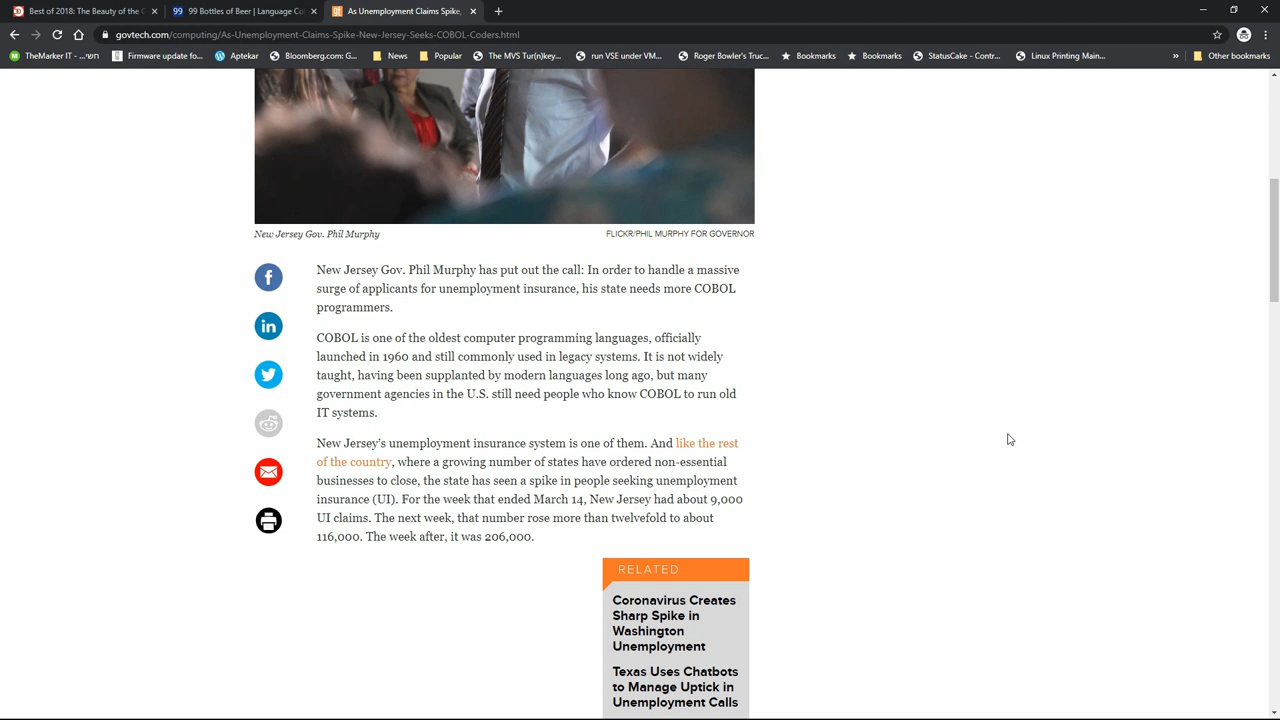 Best of 2018: The Beauty of the C
99 Bottles of Beer | Language Co
As Unemployment Claims Spike,
govtech.com/computing/As-Unemployment-Claims-Spike-New-Jersey-Seeks-COBOL-Coders.html
TheMarker IT - ...חשי
Firmware update fo...
Aptekar
Bloomberg.com: G...
News
Popular
The MVS Tur(n)key...
run VSE under VM...
Roger Bowler's Truc...
Bookmarks
Bookmarks
StatusCake - Contr...
Linux Printing Main...
»
Other bookmarks
New Jersey Gov. Phil Murphy
FLICKR/PHIL MURPHY FOR GOVERNOR
New Jersey Gov. Phil Murphy has put out the call: In order to handle a massive
surge of applicants for unemployment insurance, his state needs more COBOL
programmers.
COBOL is one of the oldest computer programming languages, officially
launched in 1960 and still commonly used in legacy systems. It is not widely
taught, having been supplanted by modern languages long ago, but many
government agencies in the U.S. still need people who know COBOL to run old
IT systems.
New Jersey's unemployment insurance system is one of them. And like the rest
of the country, where a growing number of states have ordered non-essential
businesses to close, the state has seen a spike in people seeking unemployment
insurance (UI). For the week that ended March 14, New Jersey had about 9,000
UI claims. The next week, that number rose more than twelvefold to about
116,000. The week after, it was 206,000.
RELATED
Coronavirus Creates
Sharp Spike in
Washington
Unemployment
Texas Uses Chatbots
to Manage Uptick in
Unemployment Calls